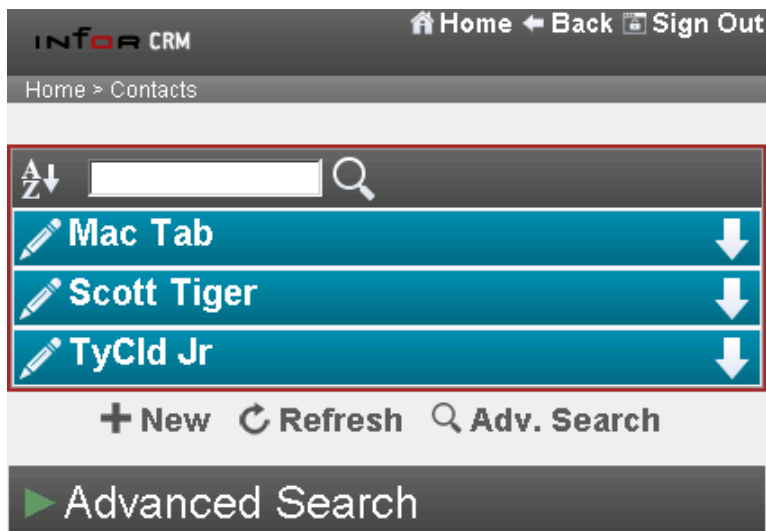 Home Back Sign Out
INFOR CRM
Home > Contacts
AZ
Mac Tab
Scott Tiger
TyCld Jr
New Refresh Adv. Search
Advanced Search